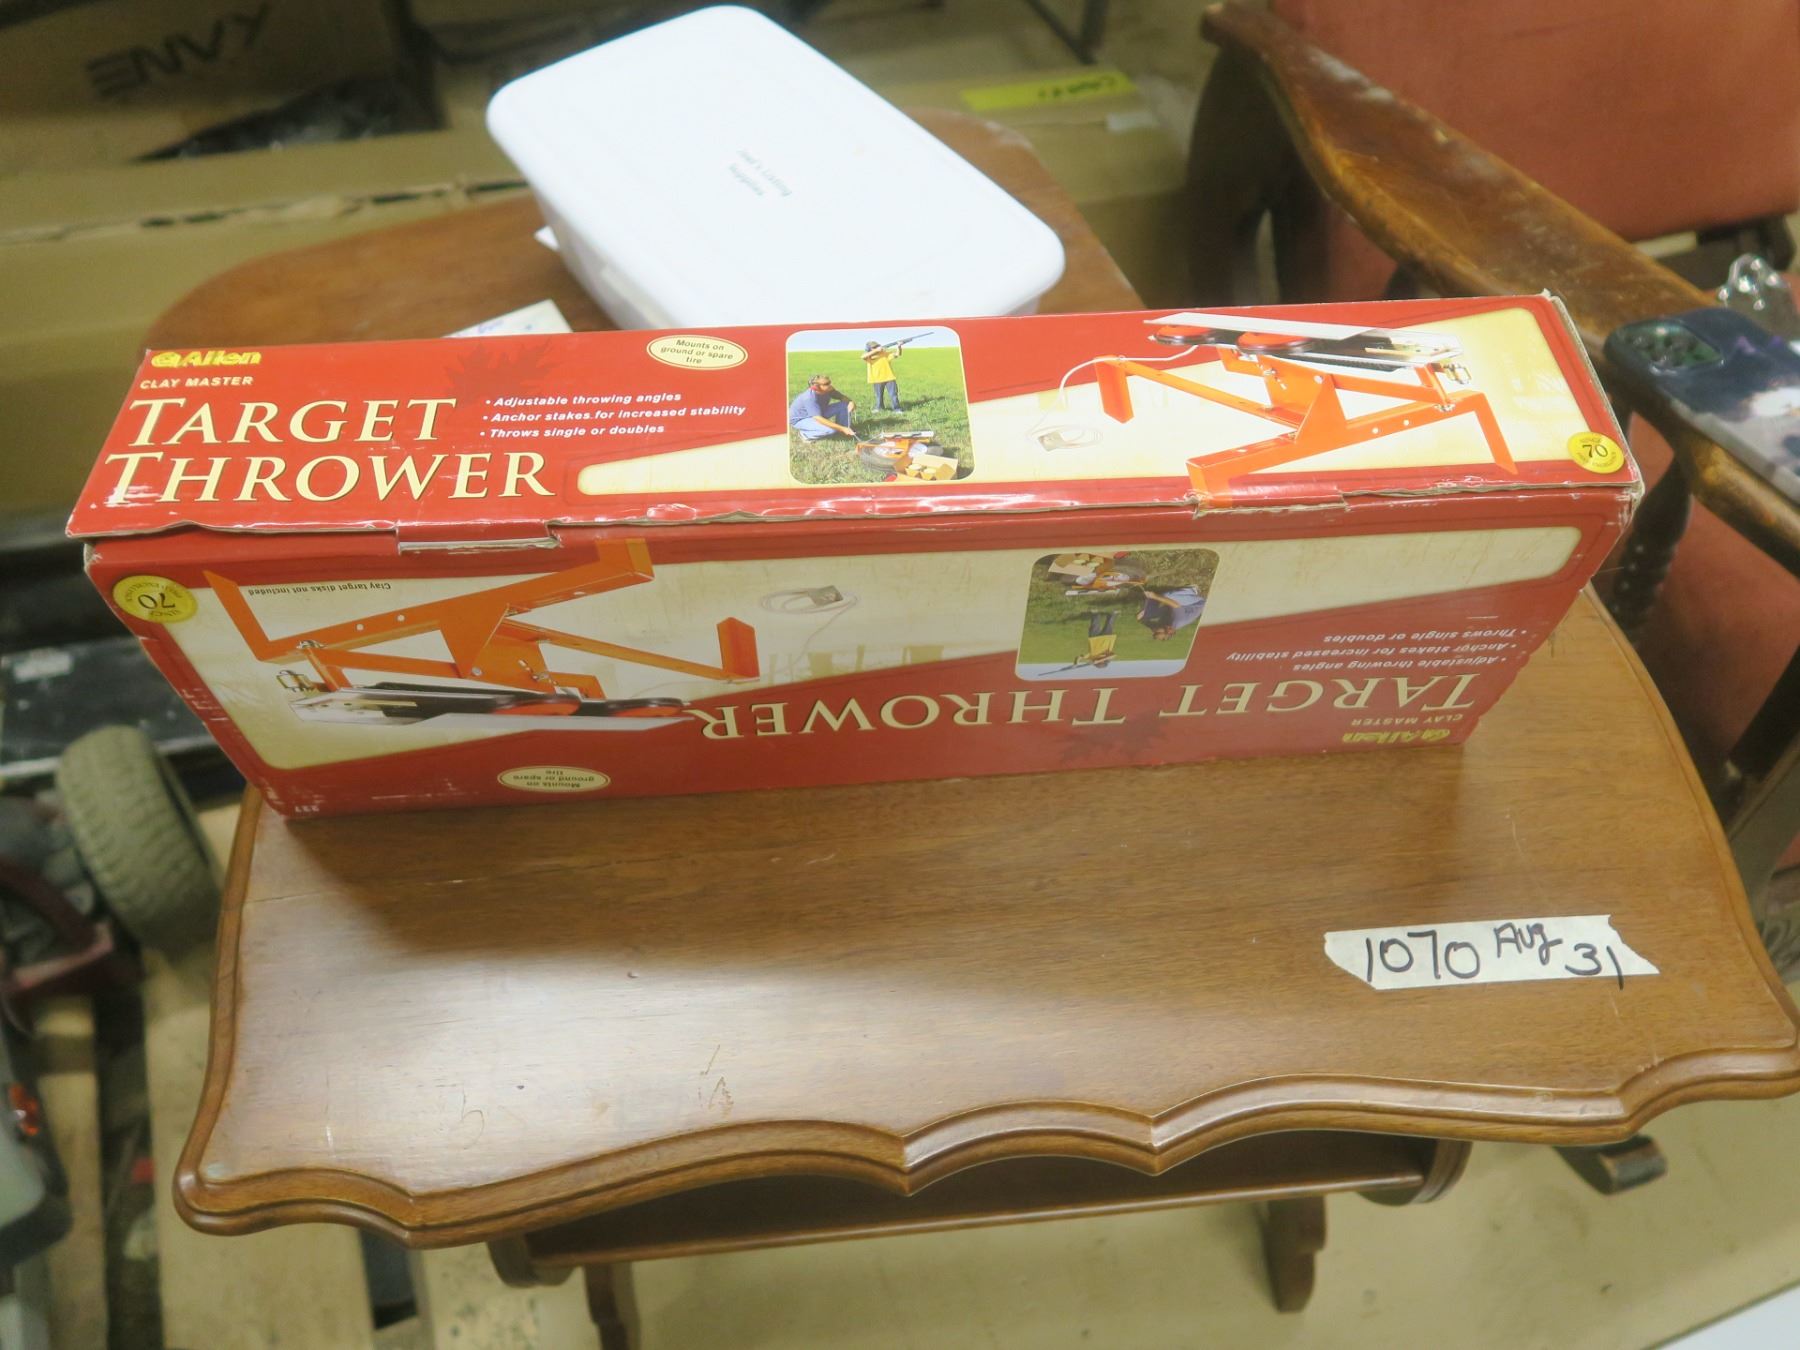 ENVY
Allen
CLAY MASTER
TARGET
THROWER
• Adjustable throwing angles
• Anchor stakes for increased stability
• Throws single or doubles
Mounts on
ground or spare
tire
70
70
Clay target disks not included
Allen
CLAY MASTER
TARGET THROWER
• Adjustable throwing angles
• Anchor stakes for increased stability
• Throws single or doubles
Mounts on
ground or spare
tire
1070 Aug 31